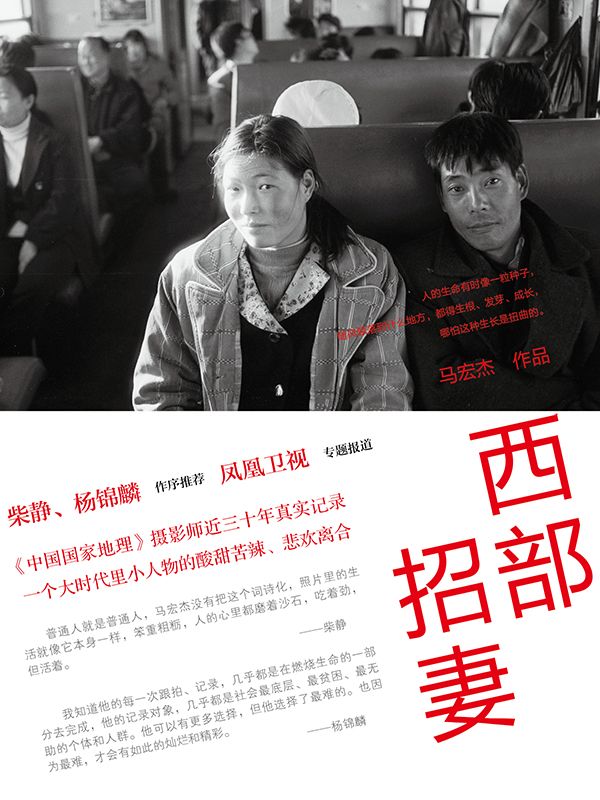 人的生命有时像一粒种子,
么地方,都得生根、发芽、成长,
哪怕这种生长是扭曲的。
马宏杰 作品
西部
招妻
柴静、杨锦麟 作序推荐 凤凰卫视 专题报道
《中国国家地理》摄影师近三十年真实记录
一个大时代里小人物的酸甜苦辣、悲欢离合
普通人就是普通人,马宏杰没有把这个词诗化,照片里的生
活就像它本身一样,笨重粗粝,人的心里都磨着沙石,吃着劲,
但活着。
——柴静
我知道他的每一次跟拍、记录,几乎都是在燃烧生命的一部
分去完成,他的记录对象,几乎都是社会最底层、最贫困、最无
助的个体和人群。他可以有更多选择,但他选择了最难的。也因
为最难,才会有如此的灿烂和精彩。
——杨锦麟